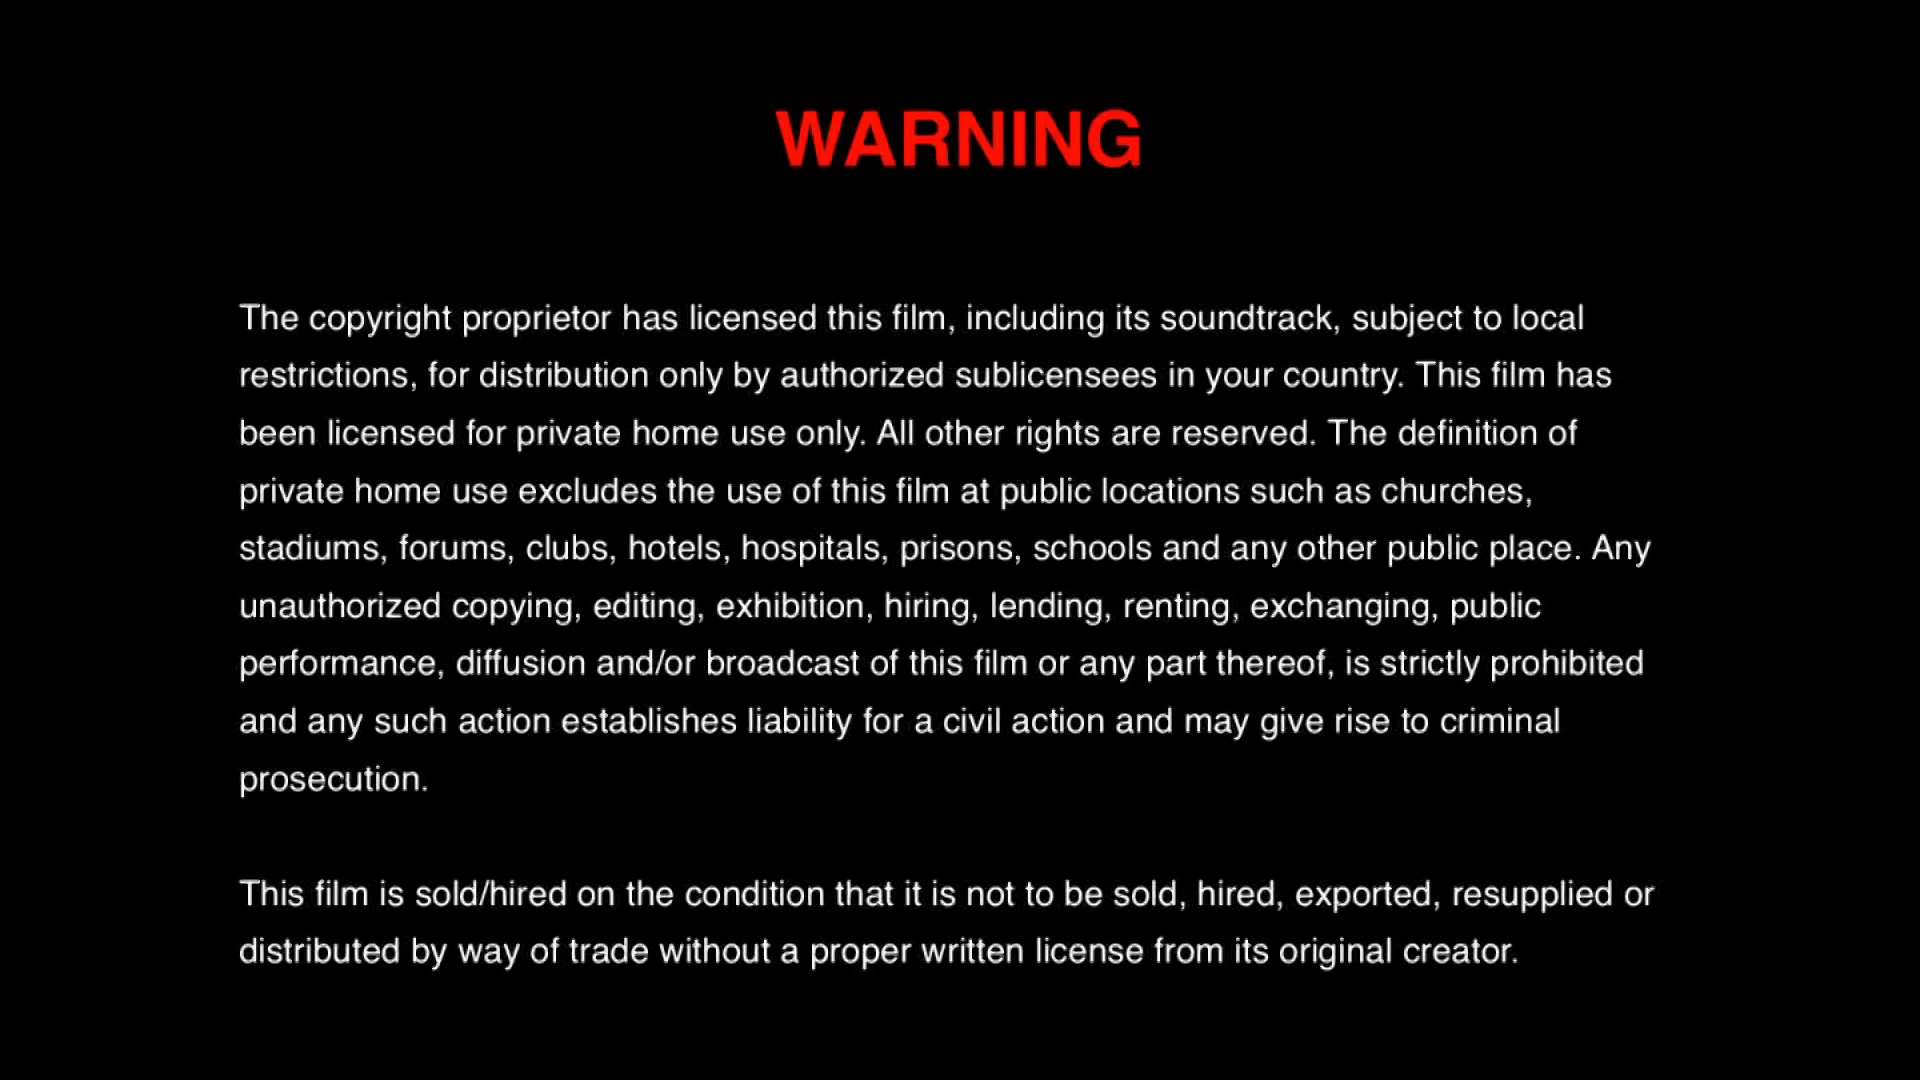 WARNING
The copyright proprietor has licensed this film, including its soundtrack, subject to local
restrictions, for distribution only by authorized sublicensees in your country. This film has
been licensed for private home use only. All other rights are reserved. The definition of
private home use excludes the use of this film at public locations such as churches,
stadiums, forums, clubs, hotels, hospitals, prisons, schools and any other public place. Any
unauthorized copying, editing, exhibition, hiring, lending, renting, exchanging, public
performance, diffusion and/or broadcast of this film or any part thereof, is strictly prohibited
and any such action establishes liability for a civil action and may give rise to criminal
prosecution.
This film is sold/hired on the condition that it is not to be sold, hired, exported, resupplied or
distributed by way of trade without a proper written license from its original creator.